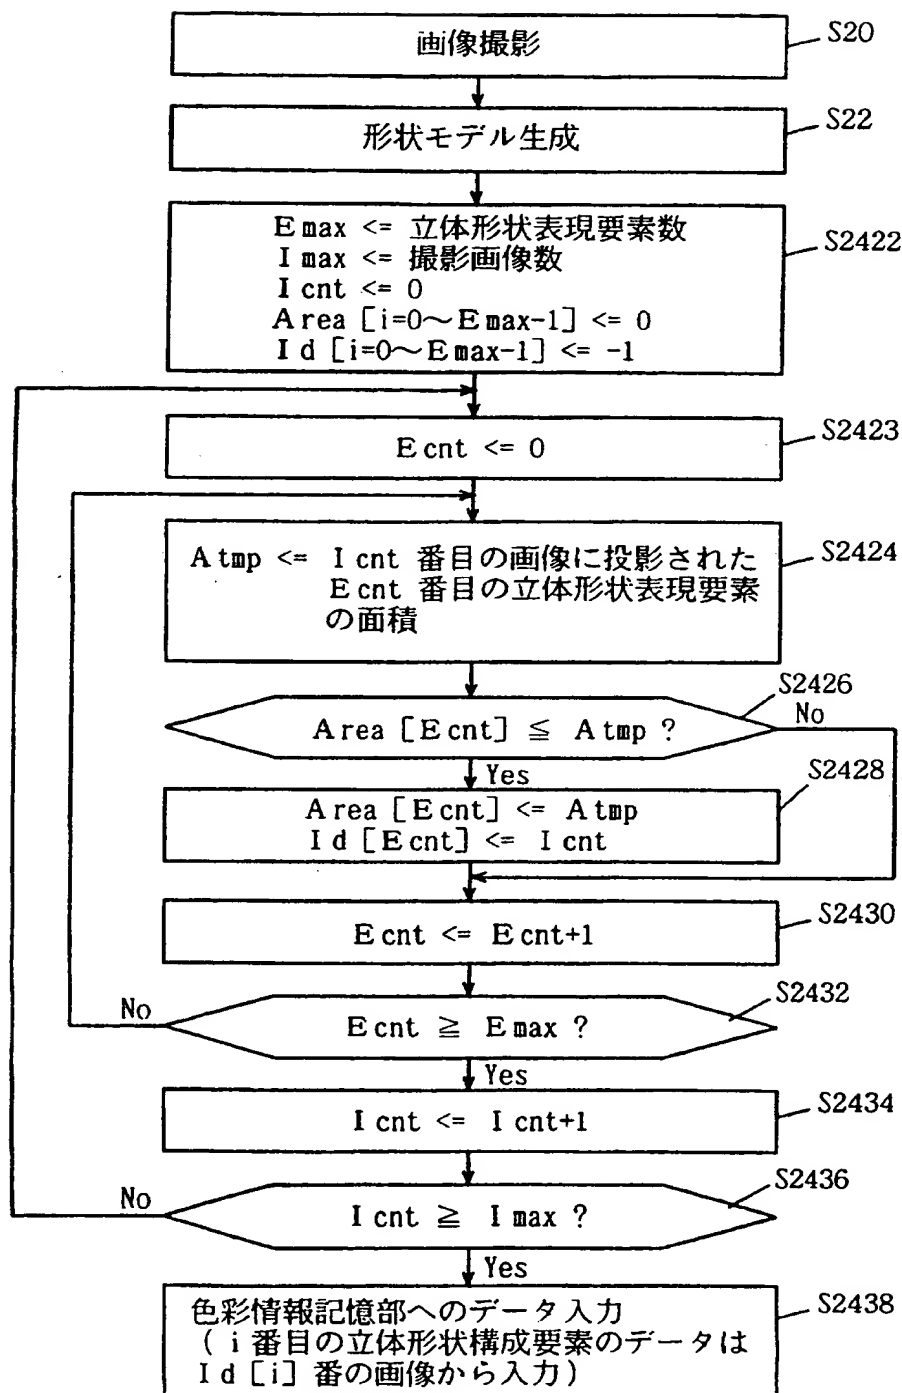 画像撮影
S20
形状モデル生成
S22
Emax <= 立体形状表現要素数
Imax <= 撮影画像数
Icnt <= 0
Area [i=0～Emax-1] <= 0
Id [i=0～Emax-1] <= -1
S2422
Ecnt <= 0
S2423
Atmp <= Icnt 番目の画像に投影された
Ecnt 番目の立体形状表現要素
の面積
S2424
S2426
Area [Ecnt] ≦ Atmp ?
No
Yes
S2428
Area [Ecnt] <= Atmp
Id [Ecnt] <= Icnt
Ecnt <= Ecnt+1
S2430
S2432
No
Ecnt ≧ Emax ?
Yes
Icnt <= Icnt+1
S2434
S2436
No
Icnt ≧ Imax ?
Yes
色彩情報記憶部へのデータ入力
(i番目の立体形状構成要素のデータは
Id [i] 番の画像から入力)
S2438